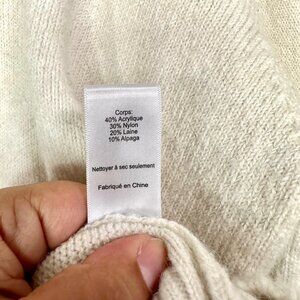 Corps:
40% Acrylique
30% Nylon
20% Laine
10% Alpaga
Nettoyer à sec seulement
Fabriqué en Chine